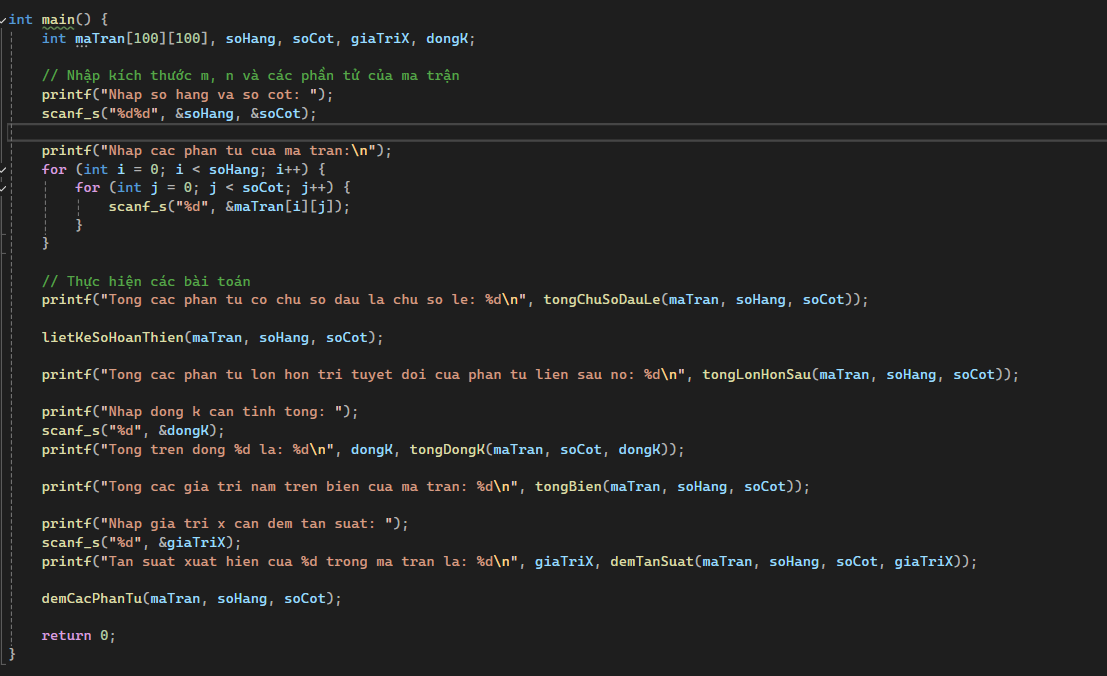 int main() {
    int maTran[100][100], soHang, soCot, giaTriX, dongK;

    // Nhập kích thước m, n và các phần tử của ma trận
    printf("Nhap so hang va so cot: ");
    scanf_s("%d%d", &soHang, &soCot);

    printf("Nhap cac phan tu cua ma tran:\n");
    for (int i = 0; i < soHang; i++) {
        for (int j = 0; j < soCot; j++) {
            scanf_s("%d", &maTran[i][j]);
        }
    }

    // Thực hiện các bài toán
    printf("Tong cac phan tu co chu so dau la chu so le: %d\n", tongChuSoDauLe(maTran, soHang, soCot));

    lietKeSoHoanThien(maTran, soHang, soCot);

    printf("Tong cac phan tu lon hon tri tuyet doi cua phan tu lien sau no: %d\n", tongLonHonSau(maTran, soHang, soCot));

    printf("Nhap dong k can tinh tong: ");
    scanf_s("%d", &dongK);
    printf("Tong tren dong %d la: %d\n", dongK, tongDongK(maTran, soCot, dongK));

    printf("Tong cac gia tri nam tren bien cua ma tran: %d\n", tongBien(maTran, soHang, soCot));

    printf("Nhap gia tri x can dem tan suat: ");
    scanf_s("%d", &giaTriX);
    printf("Tan suat xuat hien cua %d trong ma tran la: %d\n", giaTriX, demTanSuat(maTran, soHang, soCot, giaTriX));

    demCacPhanTu(maTran, soHang, soCot);

    return 0;
}